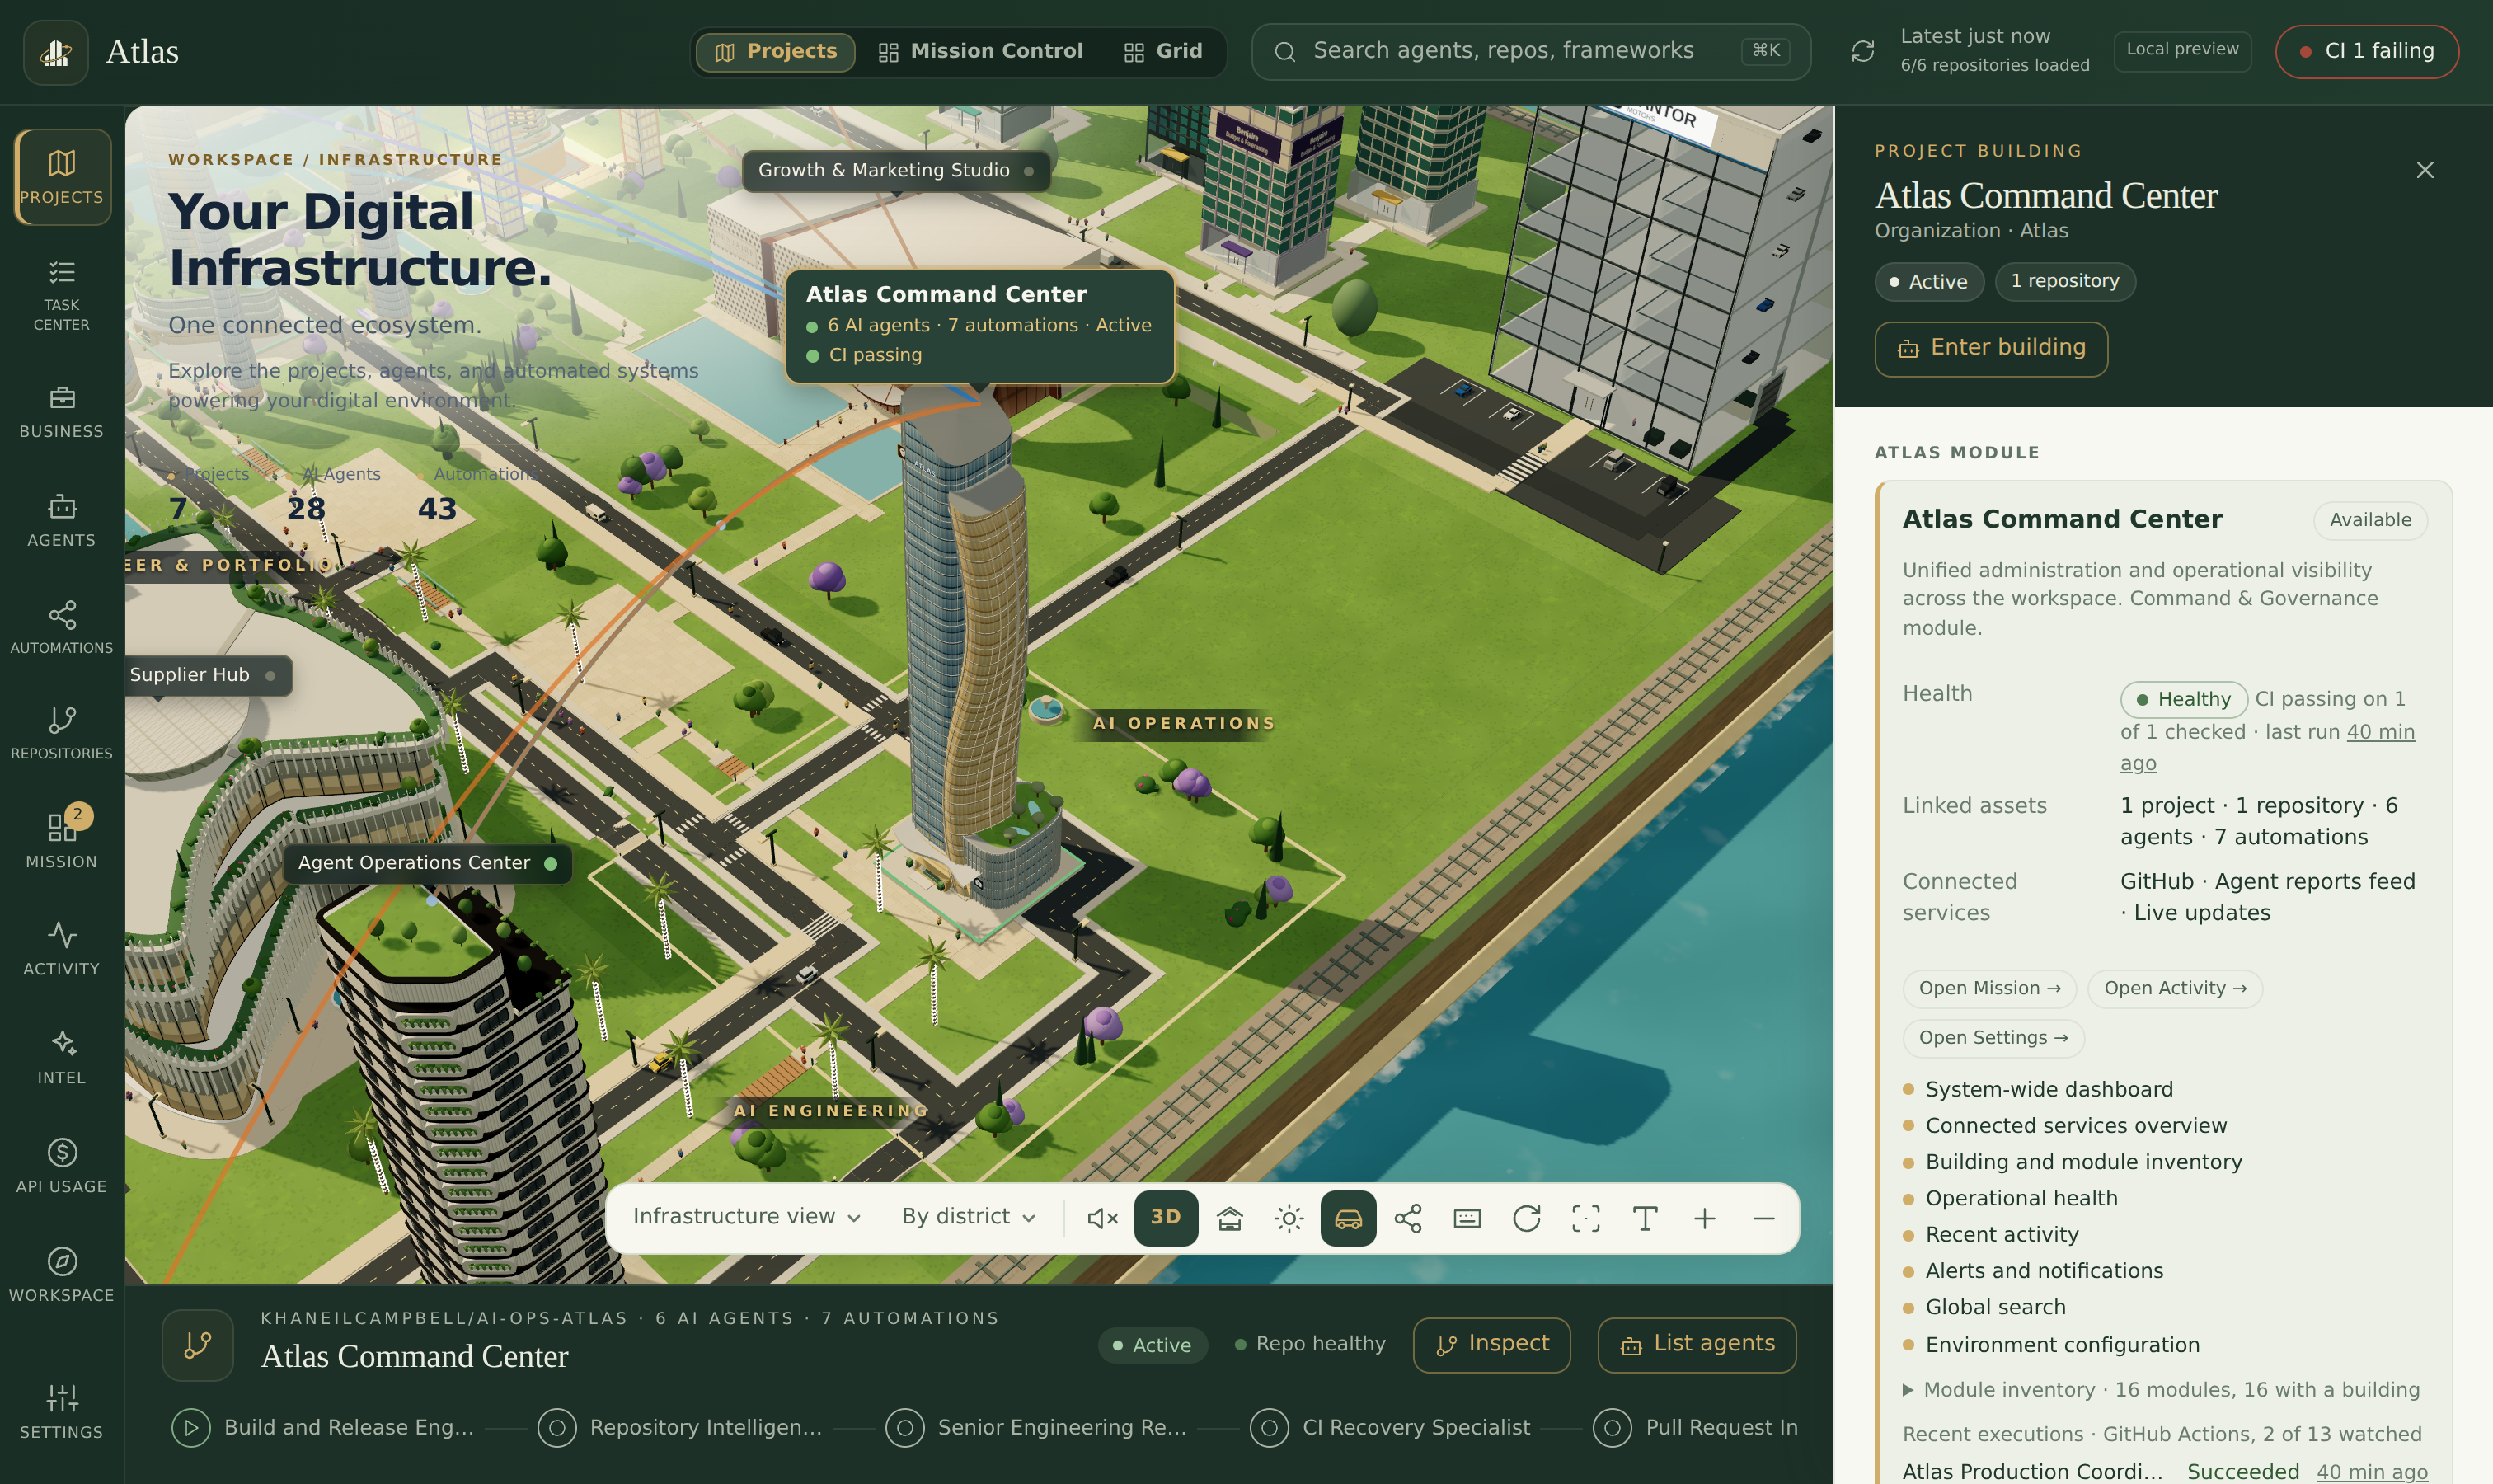 Atlas
Projects
Mission Control
Grid
Search agents, repos, frameworks
⌘K
Latest just now
6/6 repositories loaded
Local preview
CI 1 failing
PROJECTS
TASK
CENTER
BUSINESS
AGENTS
AUTOMATIONS
REPOSITORIES
2
MISSION
ACTIVITY
INTEL
API USAGE
WORKSPACE
SETTINGS
WORKSPACE / INFRASTRUCTURE
Your Digital
Infrastructure.
One connected ecosystem.
Explore the projects, agents, and automated systems
powering your digital environment.
Projects
AI Agents
Automations
7
28
43
Growth & Marketing Studio
Benjaire
Budget & Forecasting
Benjaire
Budget & Forecasting
NTOR
MOTORS
Atlas Command Center
6 AI agents · 7 automations · Active
CI passing
ATLAS
EER & PORTFOLIO
Supplier Hub
AI OPERATIONS
Agent Operations Center
AI ENGINEERING
Infrastructure view
By district
3D
KHANEILCAMPBELL/AI-OPS-ATLAS · 6 AI AGENTS · 7 AUTOMATIONS
Atlas Command Center
Active
Repo healthy
Inspect
List agents
Build and Release Eng...
Repository Intelligen...
Senior Engineering Re...
CI Recovery Specialist
Pull Request In
PROJECT BUILDING
Atlas Command Center
Organization · Atlas
Active
1 repository
Enter building
ATLAS MODULE
Atlas Command Center
Available
Unified administration and operational visibility
across the workspace. Command & Governance
module.
Health
Healthy CI passing on 1
of 1 checked · last run 40 min
ago
Linked assets
1 project · 1 repository · 6
agents · 7 automations
Connected
services
GitHub · Agent reports feed
· Live updates
Open Mission →
Open Activity →
Open Settings →
System-wide dashboard
Connected services overview
Building and module inventory
Operational health
Recent activity
Alerts and notifications
Global search
Environment configuration
Module inventory · 16 modules, 16 with a building
Recent executions · GitHub Actions, 2 of 13 watched
Atlas Production Coordi...
Succeeded
40 min ago